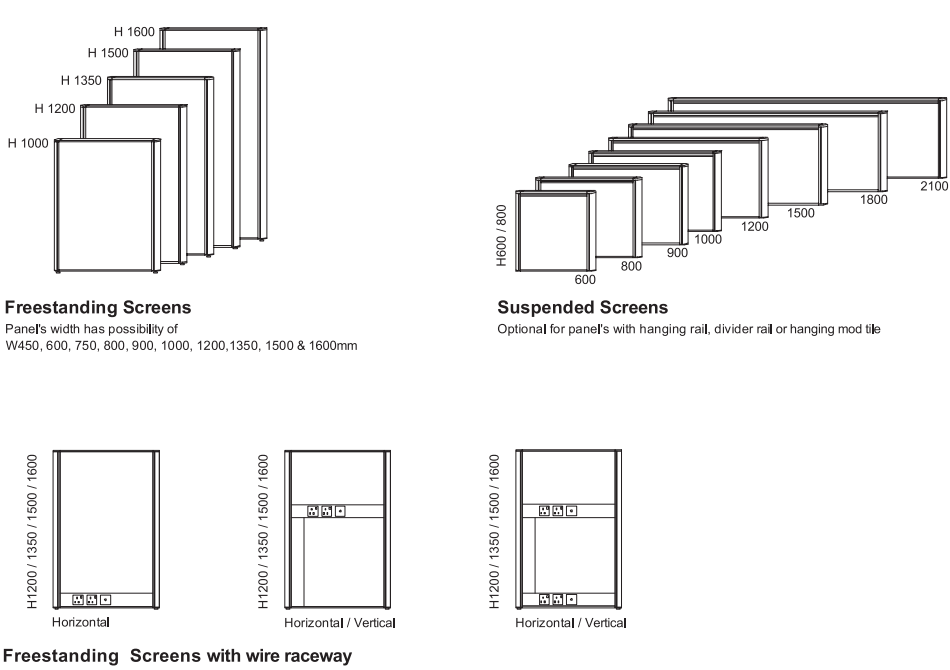 H 1600
H 1500
H 1350
H 1200
H 1000
Freestanding Screens
Panel's width has possibility of
W450, 600, 750, 800, 900, 1000, 1200,1350, 1500 & 1600mm
H600 / 800
600
800
900
1000
1200
1500
1800
2100
Suspended Screens
Optional for panel's with hanging rail, divider rail or hanging mod tile
H1200 / 1350 / 1500 / 1600
Horizontal
H1200 / 1350 / 1500 / 1600
Horizontal / Vertical
H1200 / 1350 / 1500 / 1600
Horizontal / Vertical
Freestanding Screens with wire raceway